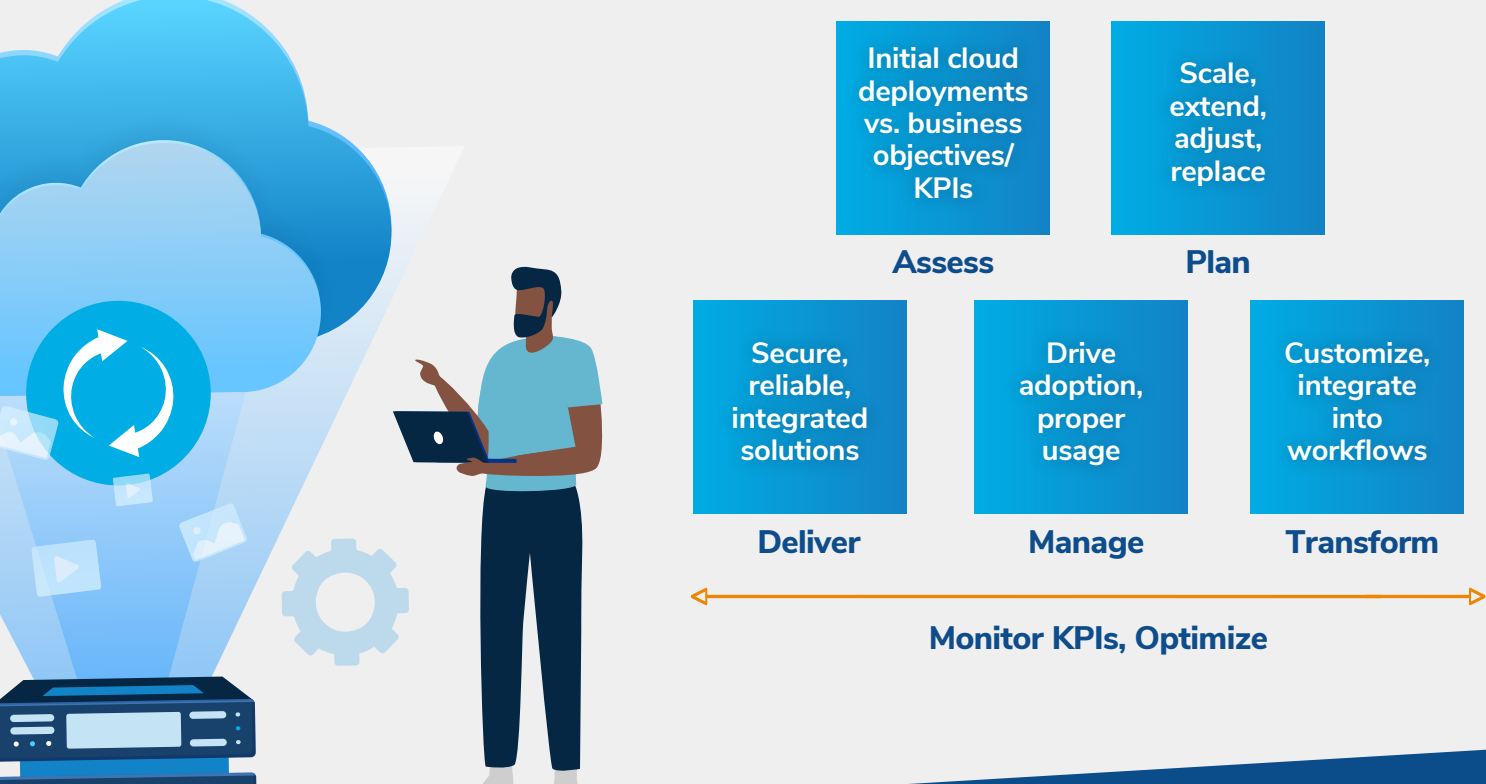 Initial cloud
deployments
vs. business
objectives/
KPIs
Assess
Scale,
extend,
adjust,
replace
Plan
Secure,
reliable,
integrated
solutions
Deliver
Drive
adoption,
proper
usage
Manage
Customize,
integrate
into
workflows
Transform
Monitor KPIs, Optimize